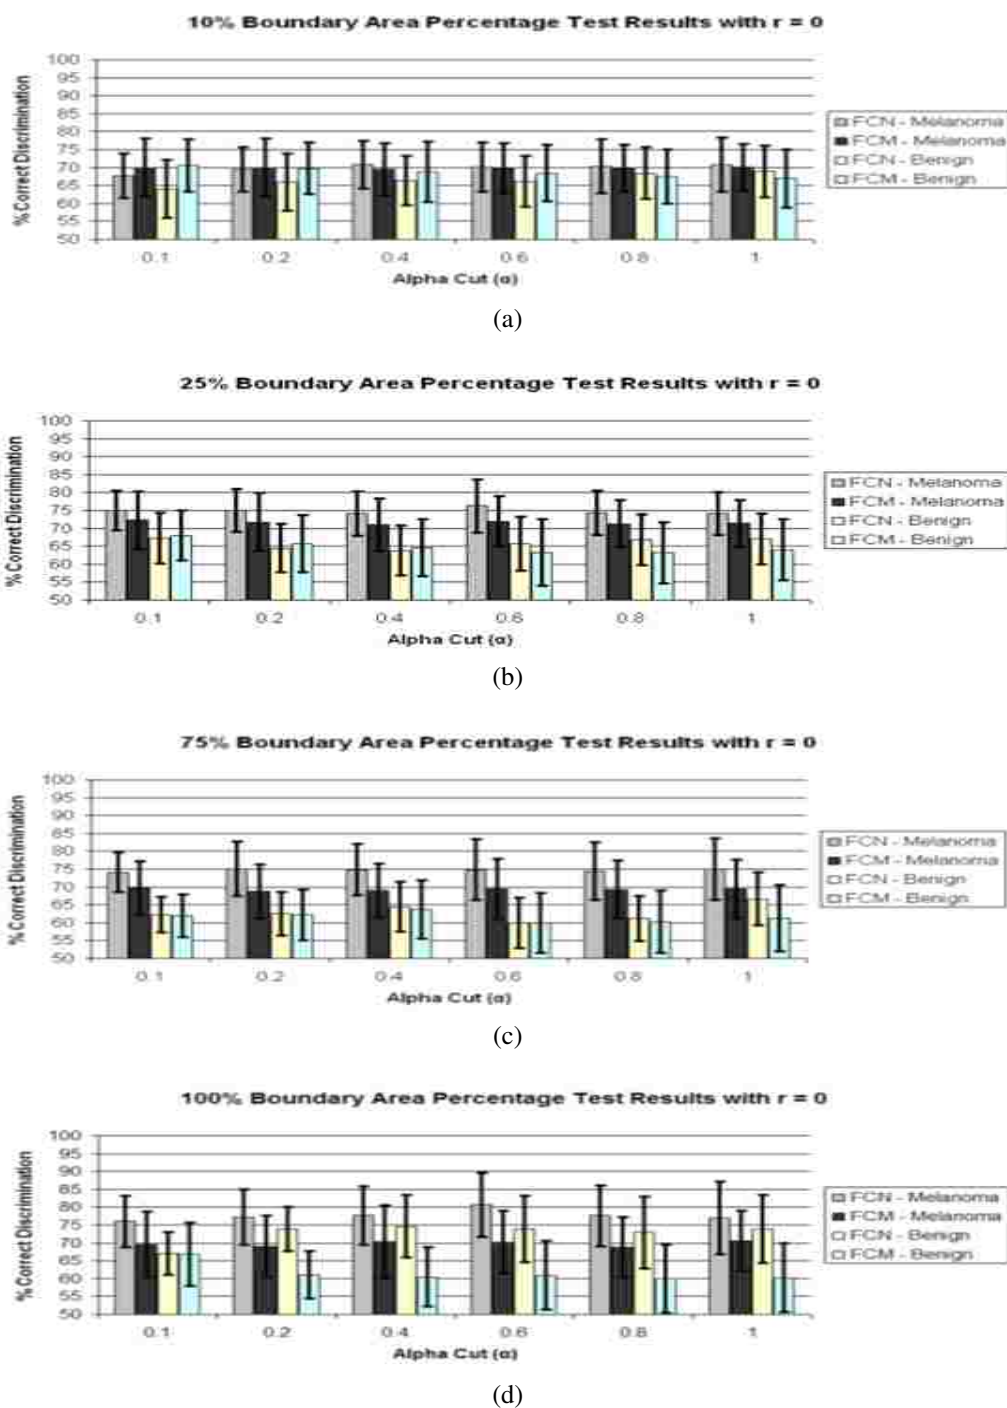 10% Boundary Area Percentage Test Results with r = 0
% Correct Discrimination
100
95
90
85
80
75
70
65
60
55
50
0.1 0.2 0.4 0.6 0.8 1
Alpha Cut (α)
FCN - Melanoma
FCM - Melanoma
FCN - Benign
FCM - Benign
(a)
25% Boundary Area Percentage Test Results with r = 0
% Correct Discrimination
100
95
90
85
80
75
70
65
60
55
50
0.1 0.2 0.4 0.6 0.8 1
Alpha Cut (α)
FCN - Melanoma
FCM - Melanoma
FCN - Benign
FCM - Benign
(b)
75% Boundary Area Percentage Test Results with r = 0
% Correct Discrimination
100
95
90
85
80
75
70
65
60
55
50
0.1 0.2 0.4 0.6 0.8 1
Alpha Cut (α)
FCN - Melanoma
FCM - Melanoma
FCN - Benign
FCM - Benign
(c)
100% Boundary Area Percentage Test Results with r = 0
% Correct Discrimination
100
95
90
85
80
75
70
65
60
55
50
0.1 0.2 0.4 0.6 0.8 1
Alpha Cut (α)
FCN - Melanoma
FCM - Melanoma
FCN - Benign
FCM - Benign
(d)